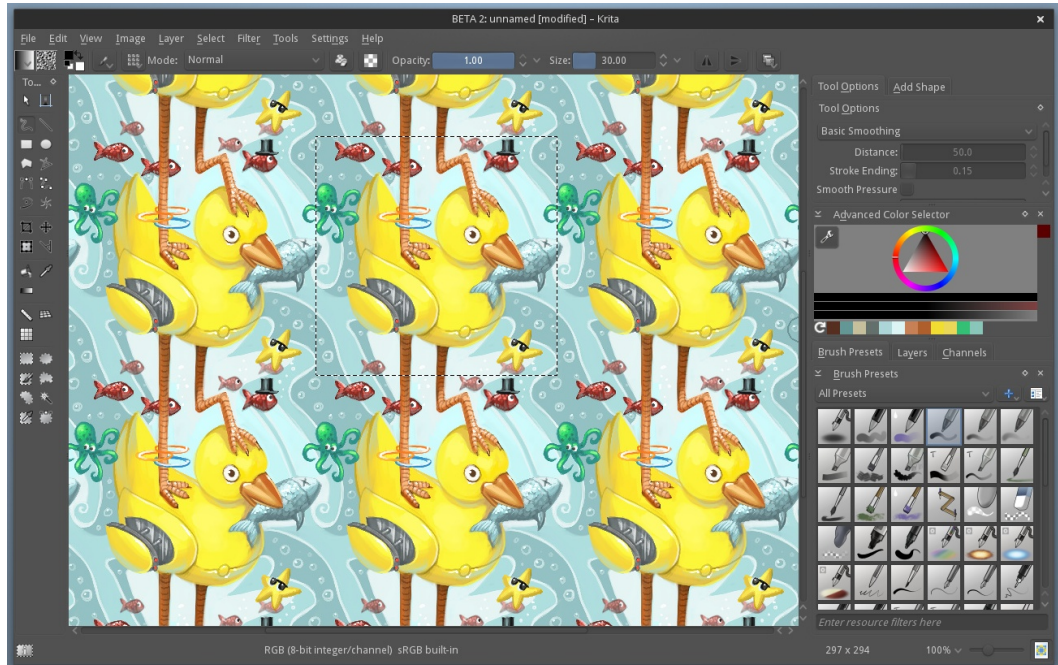 BETA 2: unnamed [modified] – Krita
File Edit View Image Layer Select Filter Tools Settings Help
Mode: Normal Opacity: 1.00 Size: 30.00
To...
Tool Options Add Shape
Tool Options
Basic Smoothing
Distance: 50.0
Stroke Ending: 0.15
Smooth Pressure
Advanced Color Selector
Brush Presets Layers Channels
Brush Presets
All Presets
Enter resource filters here
RGB (8-bit integer/channel) sRGB built-in 297 x 294 100%